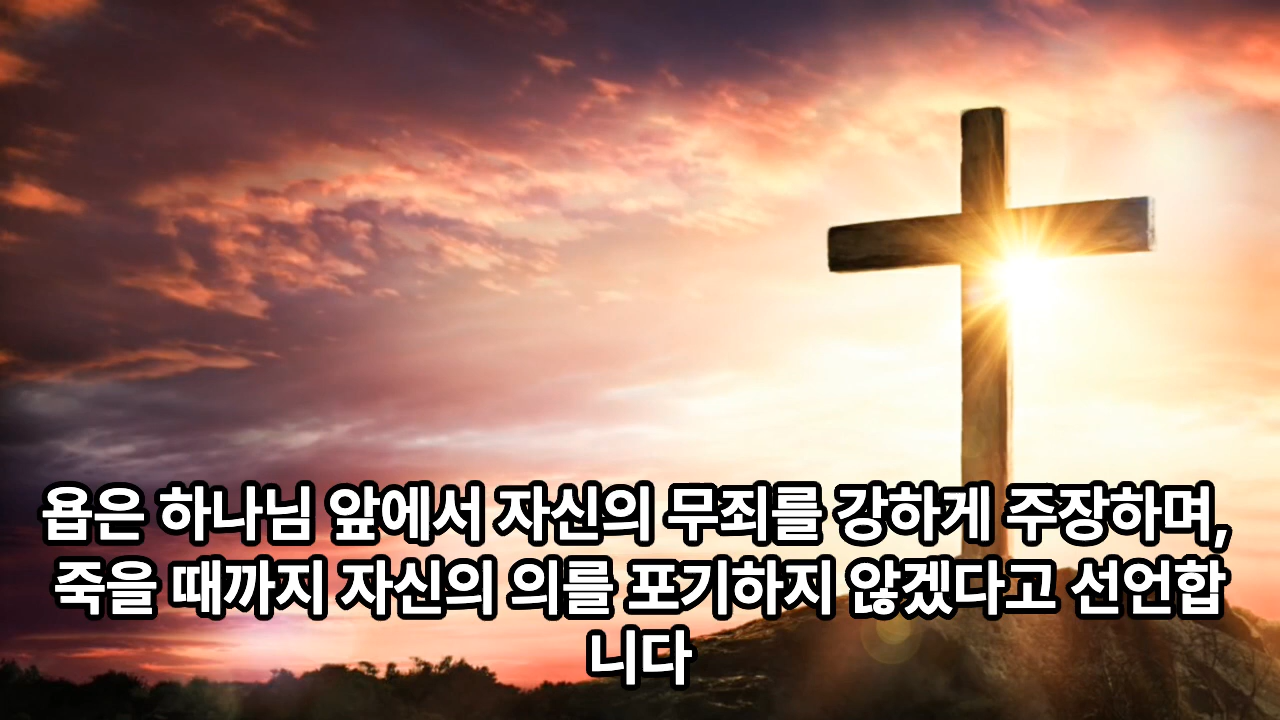 욥은 하나님 앞에서 자신의 무죄를 강하게 주장하며,
죽을 때까지 자신의 의를 포기하지 않겠다고 선언합
니다